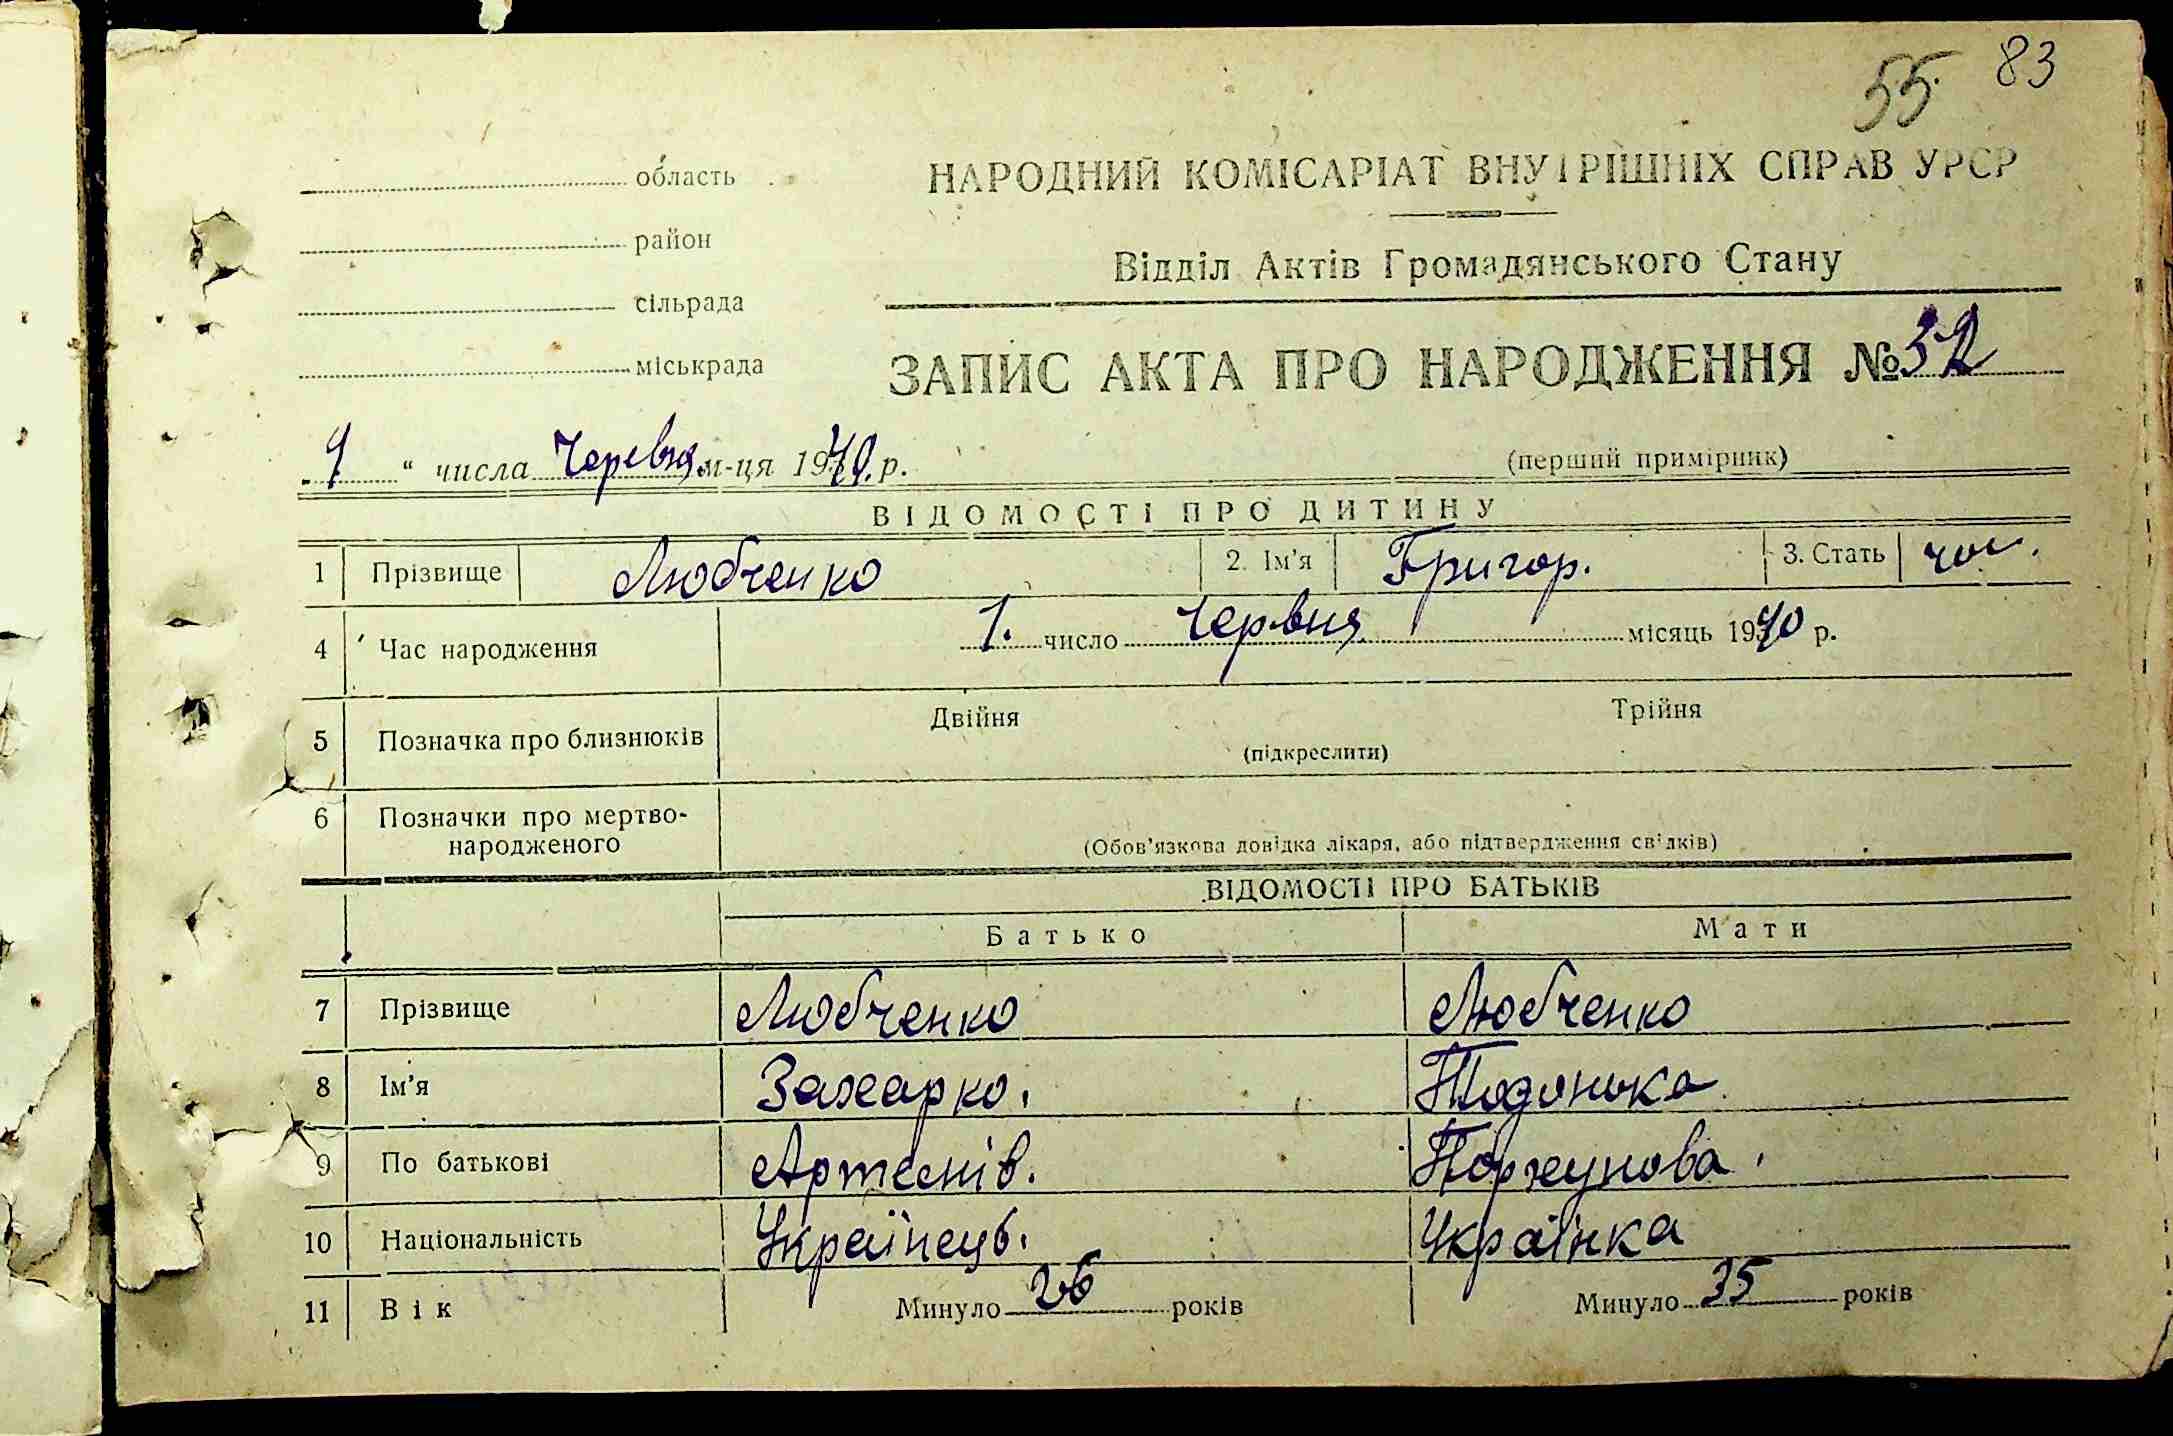 55. 83
область
район
сільрада
міськрада
НАРОДНИЙ КОМІСАРІАТ ВНУТРІШНІХ СПРАВ УРСР
Відділ Актів Громадянського Стану
ЗАПИС АКТА ПРО НАРОДЖЕННЯ № 32
" числа Червня м-ця 1940. р.
(перший примірник)
ВІДОМОСТІ ПРО ДИТИНУ
1 Прізвище Любченко 2. Ім'я Григор. 3. Стать чол.
4 Час народження 1. число Червня місяць 1940 р.
5 Позначка про близнюків Двійня Трійня
(підкреслити)
6 Позначки про мертво-
народженого
(Обов'язкова довідка лікаря, або підтвердження свідків)
ВІДОМОСТІ ПРО БАТЬКІВ
Батько Мати
7 Прізвище Любченко Любченко
8 Ім'я Захарко.
9 По батькові Артемів.
10 Національність Українець. Українка
11 Вік Минуло 26 років Минуло 35 років